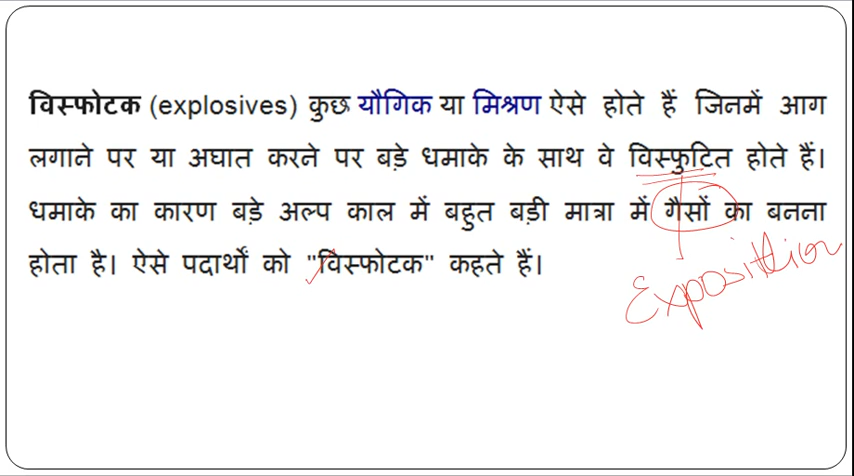 विस्फोटक (explosives) कुछ यौगिक या मिश्रण ऐसे होते हैं जिनमें आग
लगाने पर या अघात करने पर बड़े धमाके के साथ वे विस्फुटित होते हैं।
धमाके का कारण बड़े अल्प काल में बहुत बड़ी मात्रा में गैसों का बनना
होता है। ऐसे पदार्थों को "विस्फोटक" कहते हैं।